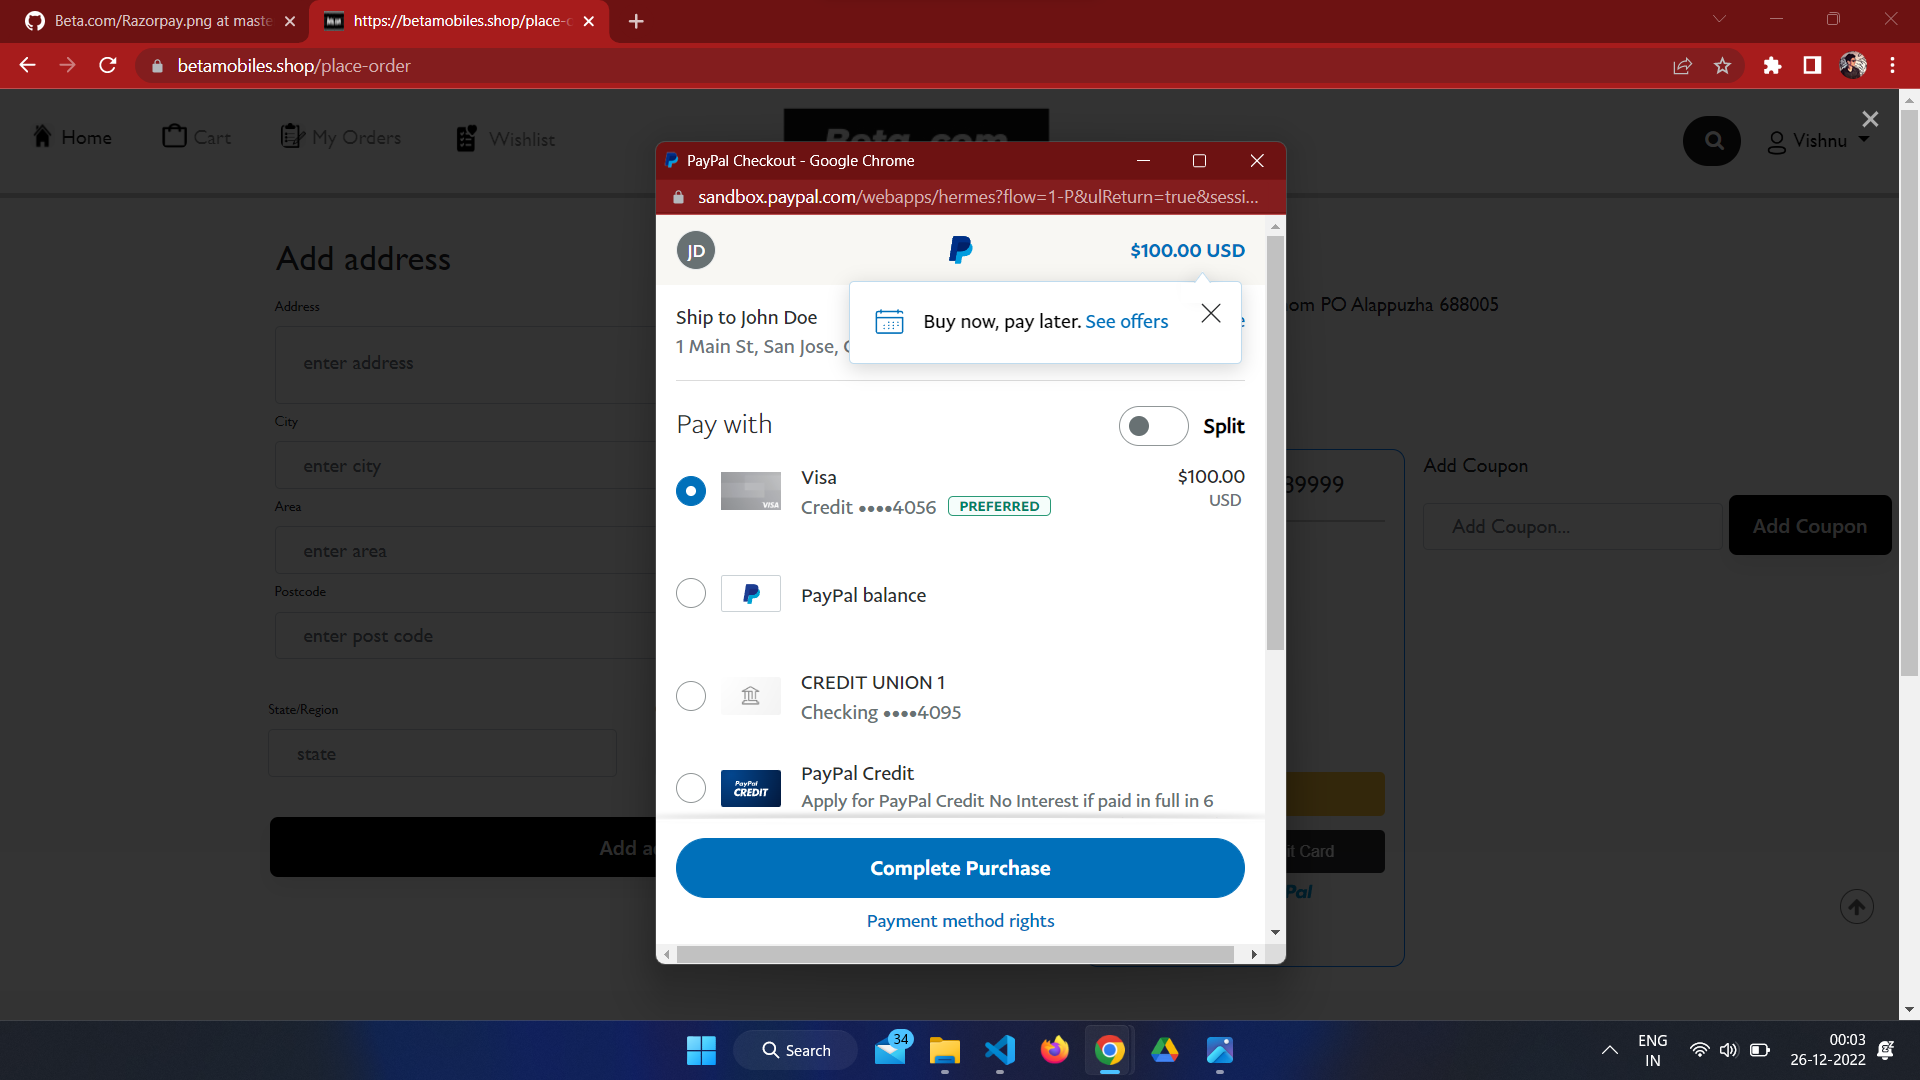 Beta.com/Razorpay.png at maste
https://betamobiles.shop/place-o
betamobiles.shop/place-order
Home
Cart
My Orders
Wishlist
Beta.com
Vishnu
PayPal Checkout - Google Chrome
sandbox.paypal.com/webapps/hermes?flow=1-P&ulReturn=true&sessi...
JD
$100.00 USD
Buy now, pay later. See offers
Ship to John Doe
1 Main St, San Jose, C
e
Pay with
Split
Visa
Credit ••••4056 PREFERRED
$100.00
USD
VISA
PayPal balance
CREDIT UNION 1
Checking ••••4095
PayPal
CREDIT
PayPal Credit
Apply for PayPal Credit No Interest if paid in full in 6
Complete Purchase
Payment method rights
Add address
Address
enter address
City
enter city
Area
enter area
Postcode
enter post code
State/Region
state
Add a
om PO Alappuzha 688005
39999
it Card
Pal
Add Coupon
Add Coupon...
Add Coupon
Search
34
ENG
IN
00:03
26-12-2022